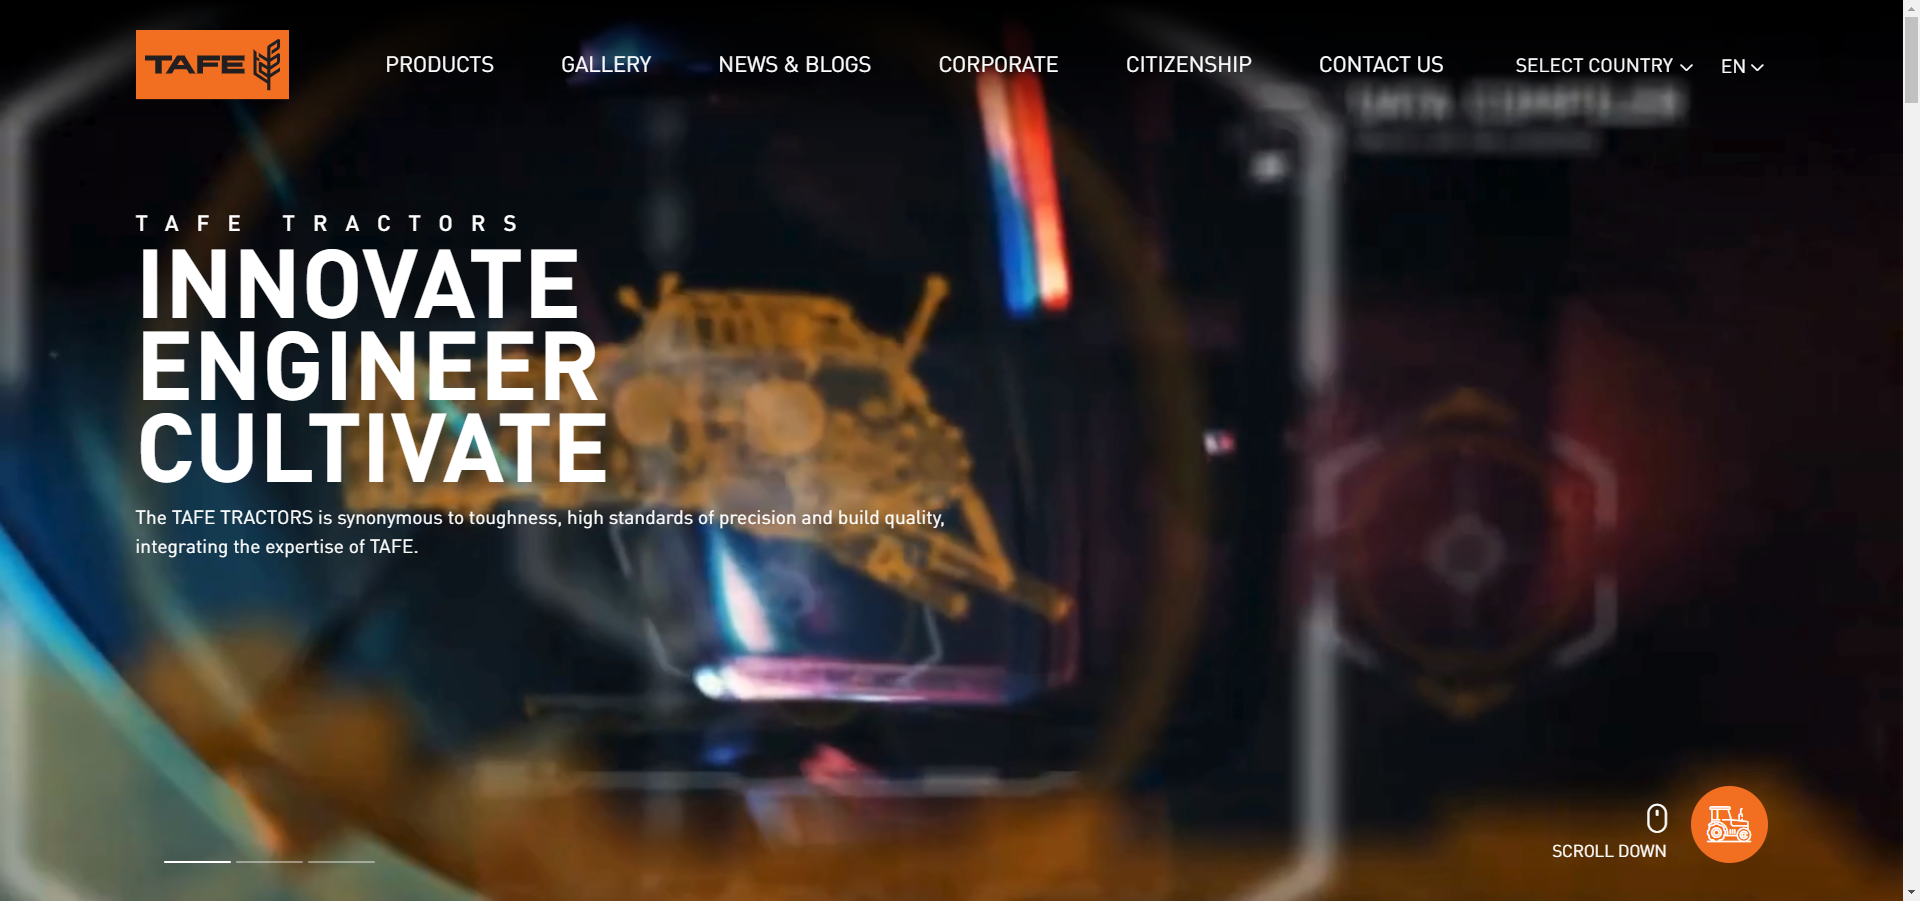 TAFE
PRODUCTS
GALLERY
NEWS & BLOGS
CORPORATE
CITIZENSHIP
CONTACT US
SELECT COUNTRY
EN
TAFE TRACTORS
INNOVATE
ENGINEER
CULTIVATE
The TAFE TRACTORS is synonymous to toughness, high standards of precision and build quality,
integrating the expertise of TAFE.
SCROLL DOWN